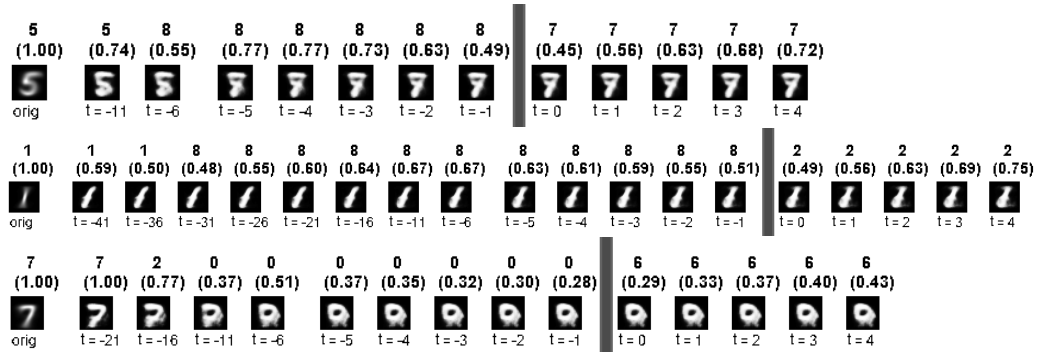 5 5 8 8 8 8 8 8 7 7 7 7 7
(1.00) (0.74) (0.55) (0.77) (0.77) (0.73) (0.63) (0.49) (0.45) (0.56) (0.63) (0.68) (0.72)
orig t = -11 t = -6 t = -5 t = -4 t = -3 t = -2 t = -1 t = 0 t = 1 t = 2 t = 3 t = 4
1 1 1 8 8 8 8 8 8 8 8 8 8 8 2 2 2 2 2
(1.00) (0.59) (0.50) (0.48) (0.55) (0.60) (0.64) (0.67) (0.67) (0.63) (0.61) (0.59) (0.55) (0.51) (0.49) (0.56) (0.63) (0.69) (0.75)
orig t = -41 t = -36 t = -31 t = -26 t = -21 t = -16 t = -11 t = -6 t = -5 t = -4 t = -3 t = -2 t = -1 t = 0 t = 1 t = 2 t = 3 t = 4
7 7 2 0 0 0 0 0 0 0 6 6 6 6 6
(1.00) (1.00) (0.77) (0.37) (0.51) (0.37) (0.35) (0.32) (0.30) (0.28) (0.29) (0.33) (0.37) (0.40) (0.43)
orig t = -21 t = -16 t = -11 t = -6 t = -5 t = -4 t = -3 t = -2 t = -1 t = 0 t = 1 t = 2 t = 3 t = 4